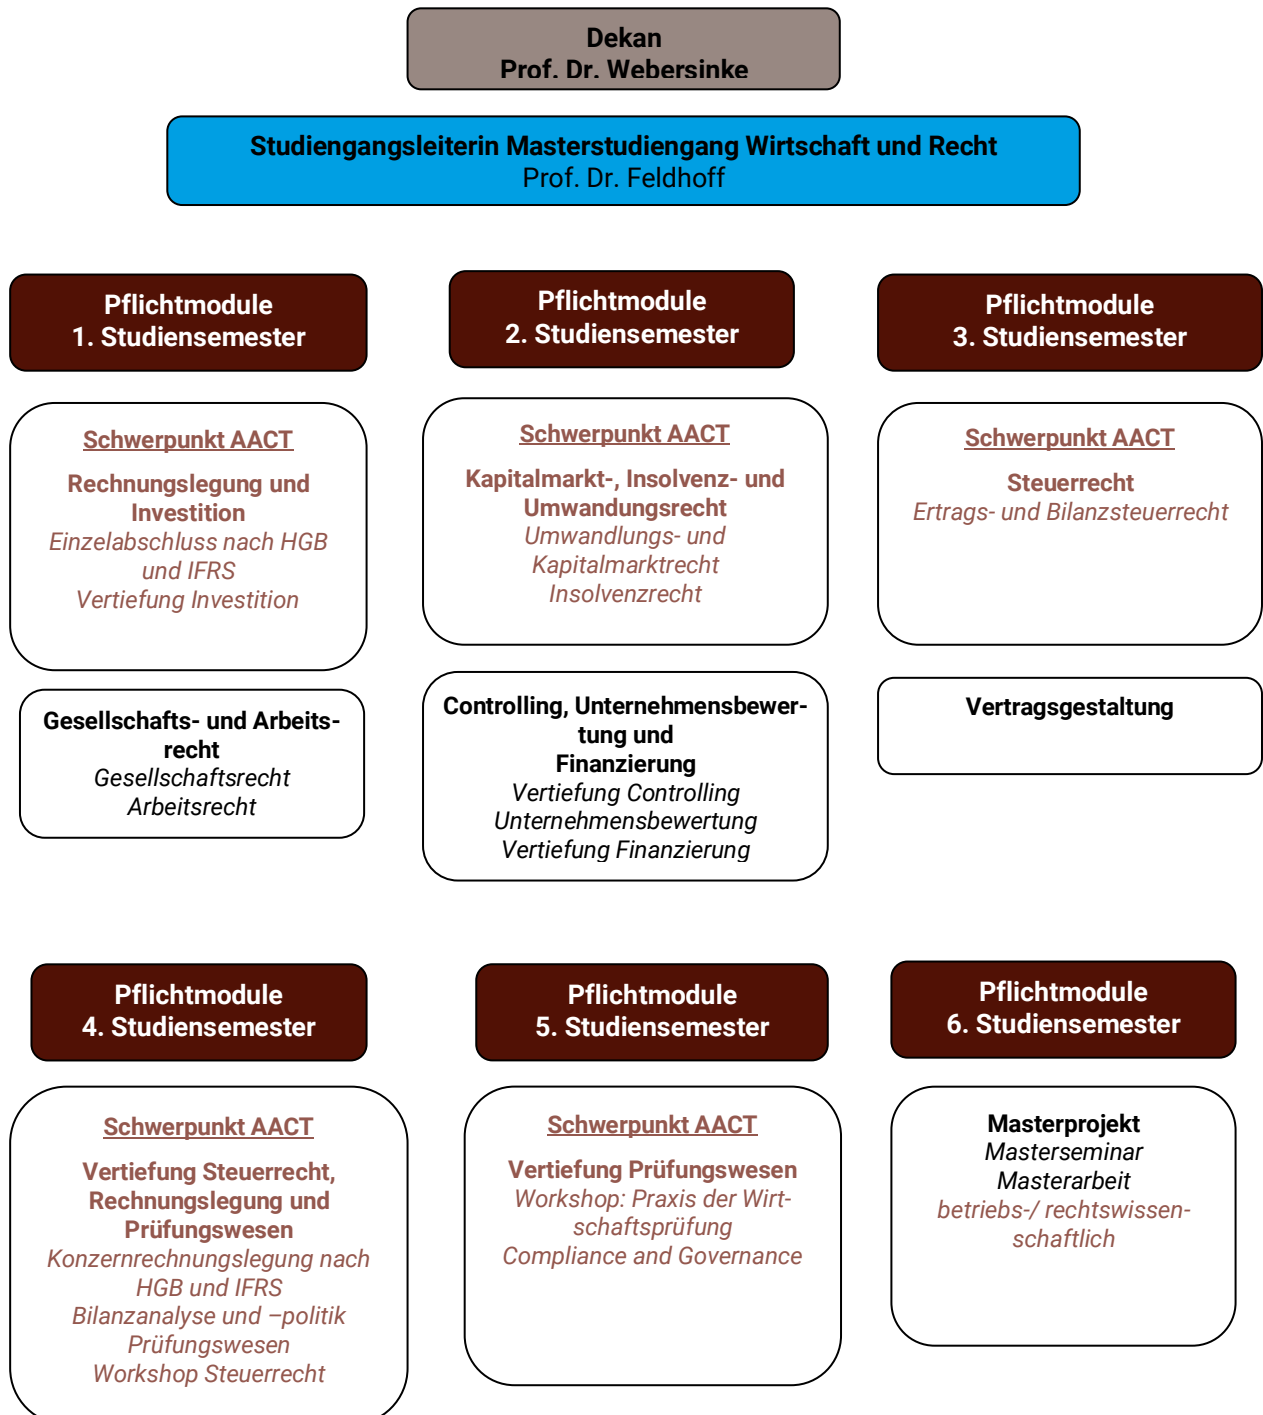 Dekan
Prof. Dr. Webersinke
Studiengangsleiterin Masterstudiengang Wirtschaft und Recht
Prof. Dr. Feldhoff
Pflichtmodule
1. Studiensemester
Schwerpunkt AACT
Rechnungslegung und
Investition
Einzelabschluss nach HGB
und IFRS
Vertiefung Investition
Gesellschafts- und Arbeits-
recht
Gesellschaftsrecht
Arbeitsrecht
Pflichtmodule
2. Studiensemester
Schwerpunkt AACT
Kapitalmarkt-, Insolvenz- und
Umwandungsrecht
Umwandlungs- und
Kapitalmarktrecht
Insolvenzrecht
Controlling, Unternehmensbewer-
tung und
Finanzierung
Vertiefung Controlling
Unternehmensbewertung
Vertiefung Finanzierung
Pflichtmodule
3. Studiensemester
Schwerpunkt AACT
Steuerrecht
Ertrags- und Bilanzsteuerrecht
Vertragsgestaltung
Pflichtmodule
4. Studiensemester
Schwerpunkt AACT
Vertiefung Steuerrecht,
Rechnungslegung und
Prüfungswesen
Konzernrechnungslegung nach
HGB und IFRS
Bilanzanalyse und –politik
Prüfungswesen
Workshop Steuerrecht
Pflichtmodule
5. Studiensemester
Schwerpunkt AACT
Vertiefung Prüfungswesen
Workshop: Praxis der Wirt-
schaftsprüfung
Compliance and Governance
Pflichtmodule
6. Studiensemester
Masterprojekt
Masterseminar
Masterarbeit
betriebs-/ rechtswissen-
schaftlich